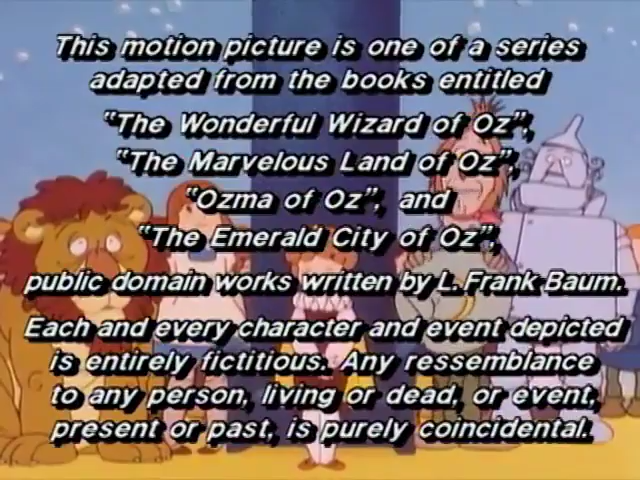 This motion picture is one of a series
adapted from the books entitled
"The Wonderful Wizard of Oz",
"The Marvelous Land of Oz",
"Ozma of Oz", and
"The Emerald City of Oz",
public domain works written by L. Frank Baum.
Each and every character and event depicted
is entirely fictitious. Any ressemblance
to any person, living or dead, or event,
present or past, is purely coincidental.